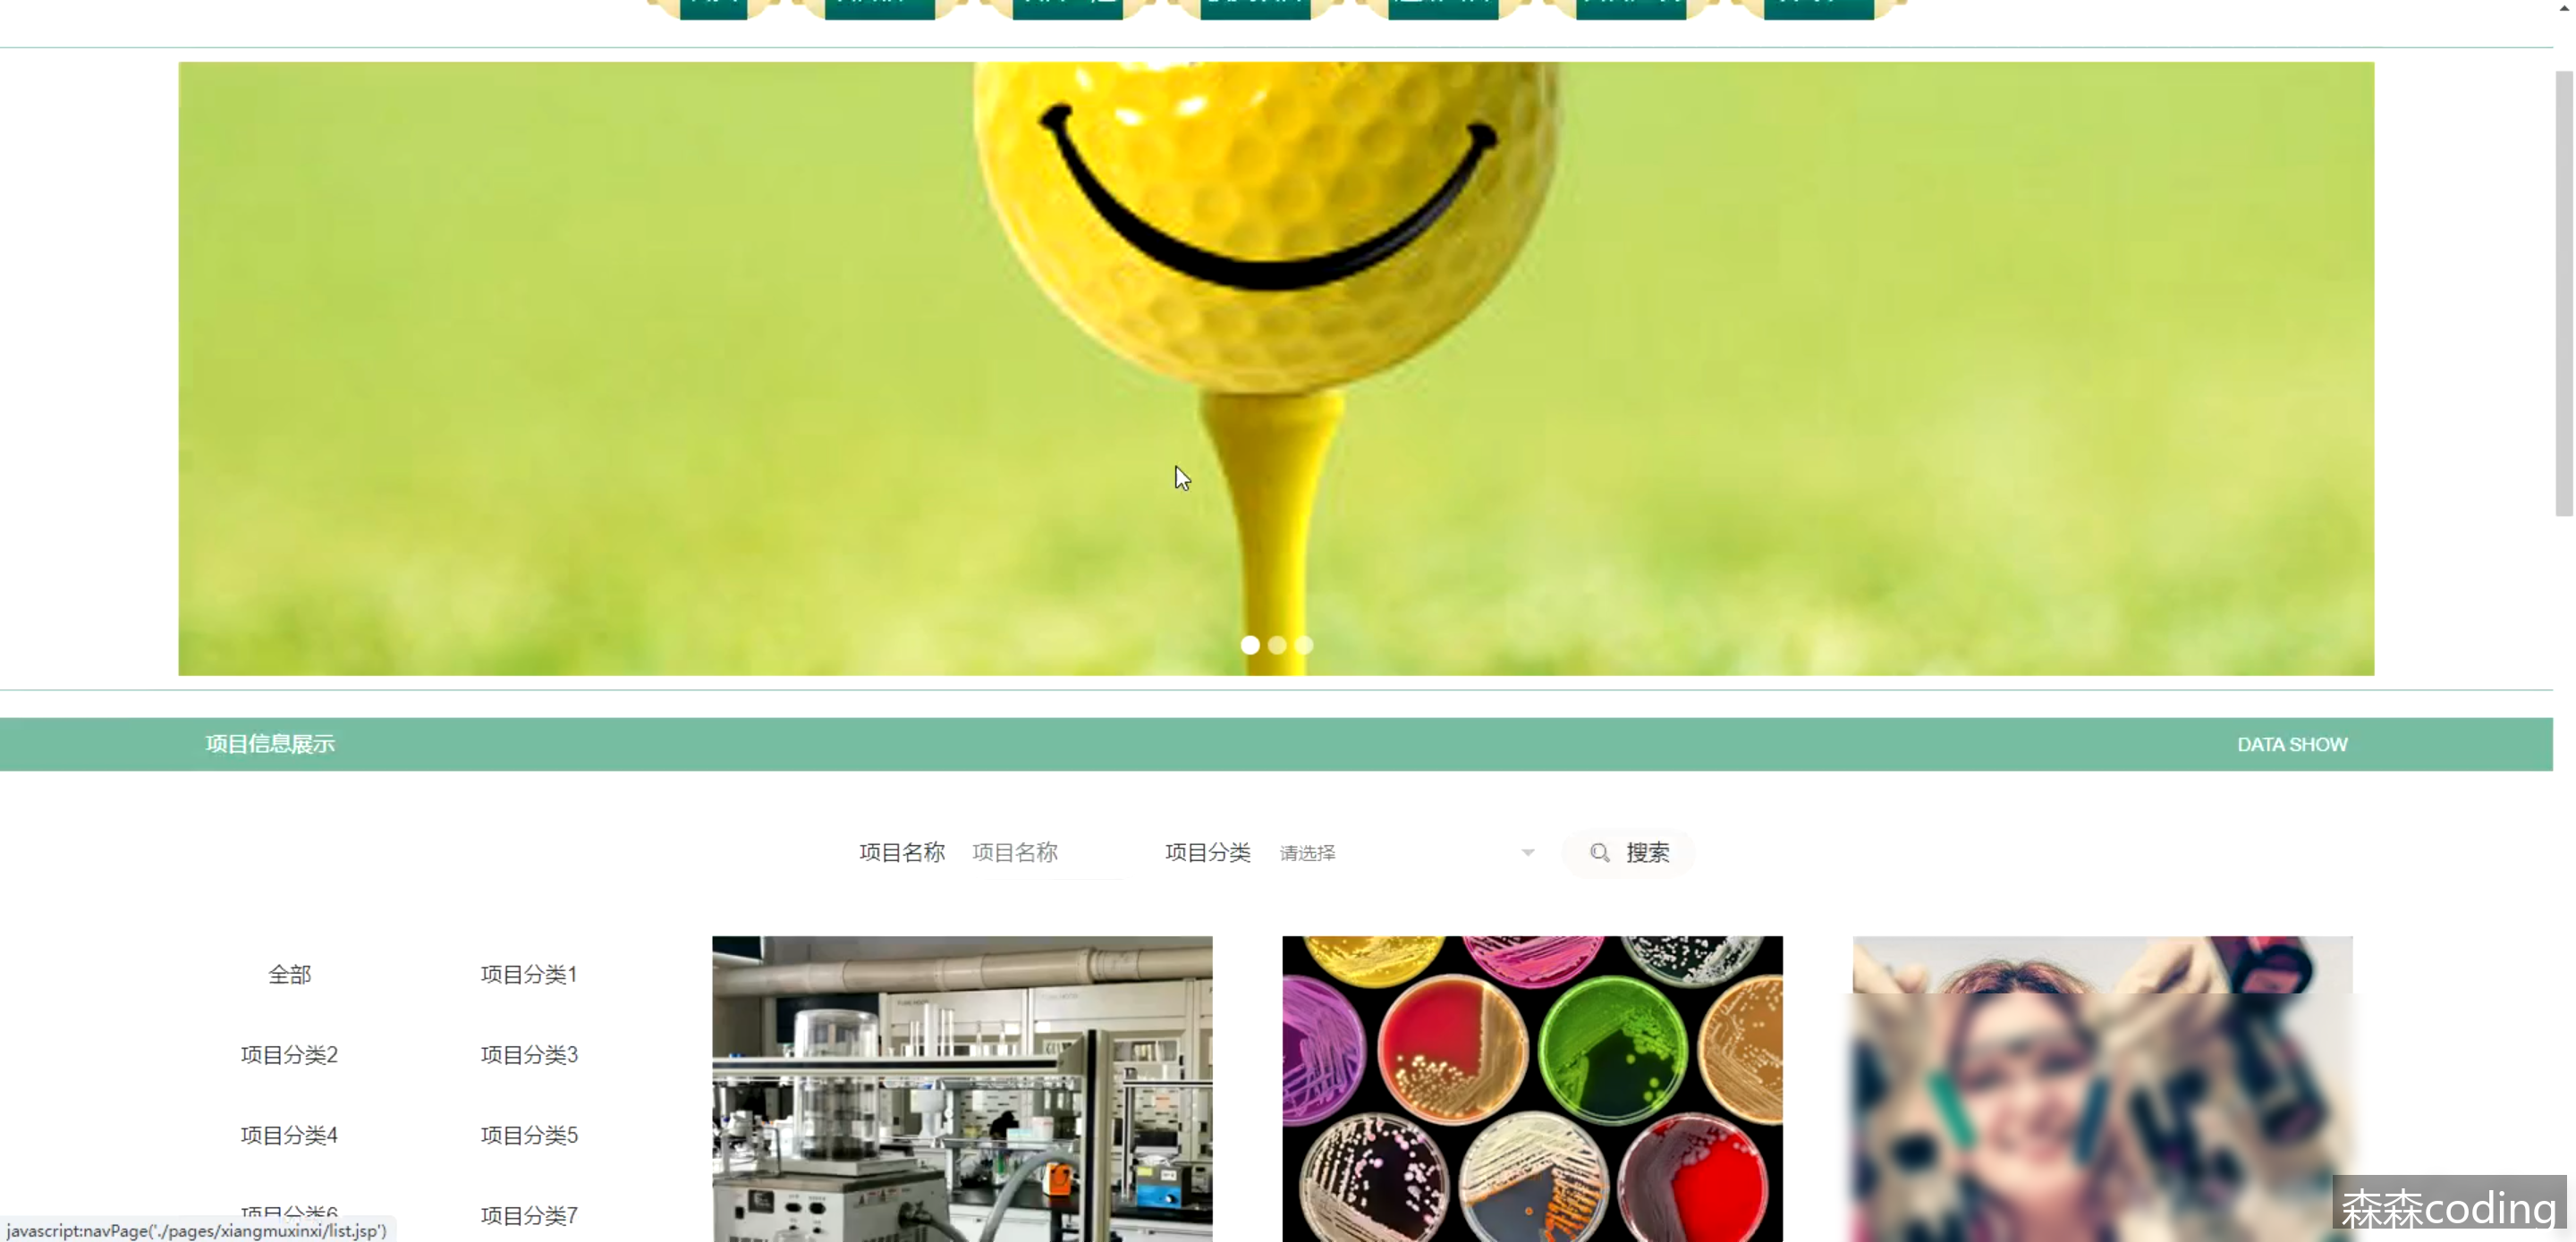 项目信息展示 DATA SHOW
项目名称 项目名称 项目分类 请选择 搜索
全部 项目分类1
项目分类2 项目分类3
项目分类4 项目分类5
项目分类6 项目分类7
javascript:navPage('./pages/xiangmuxinxi/list.jsp')
森森coding